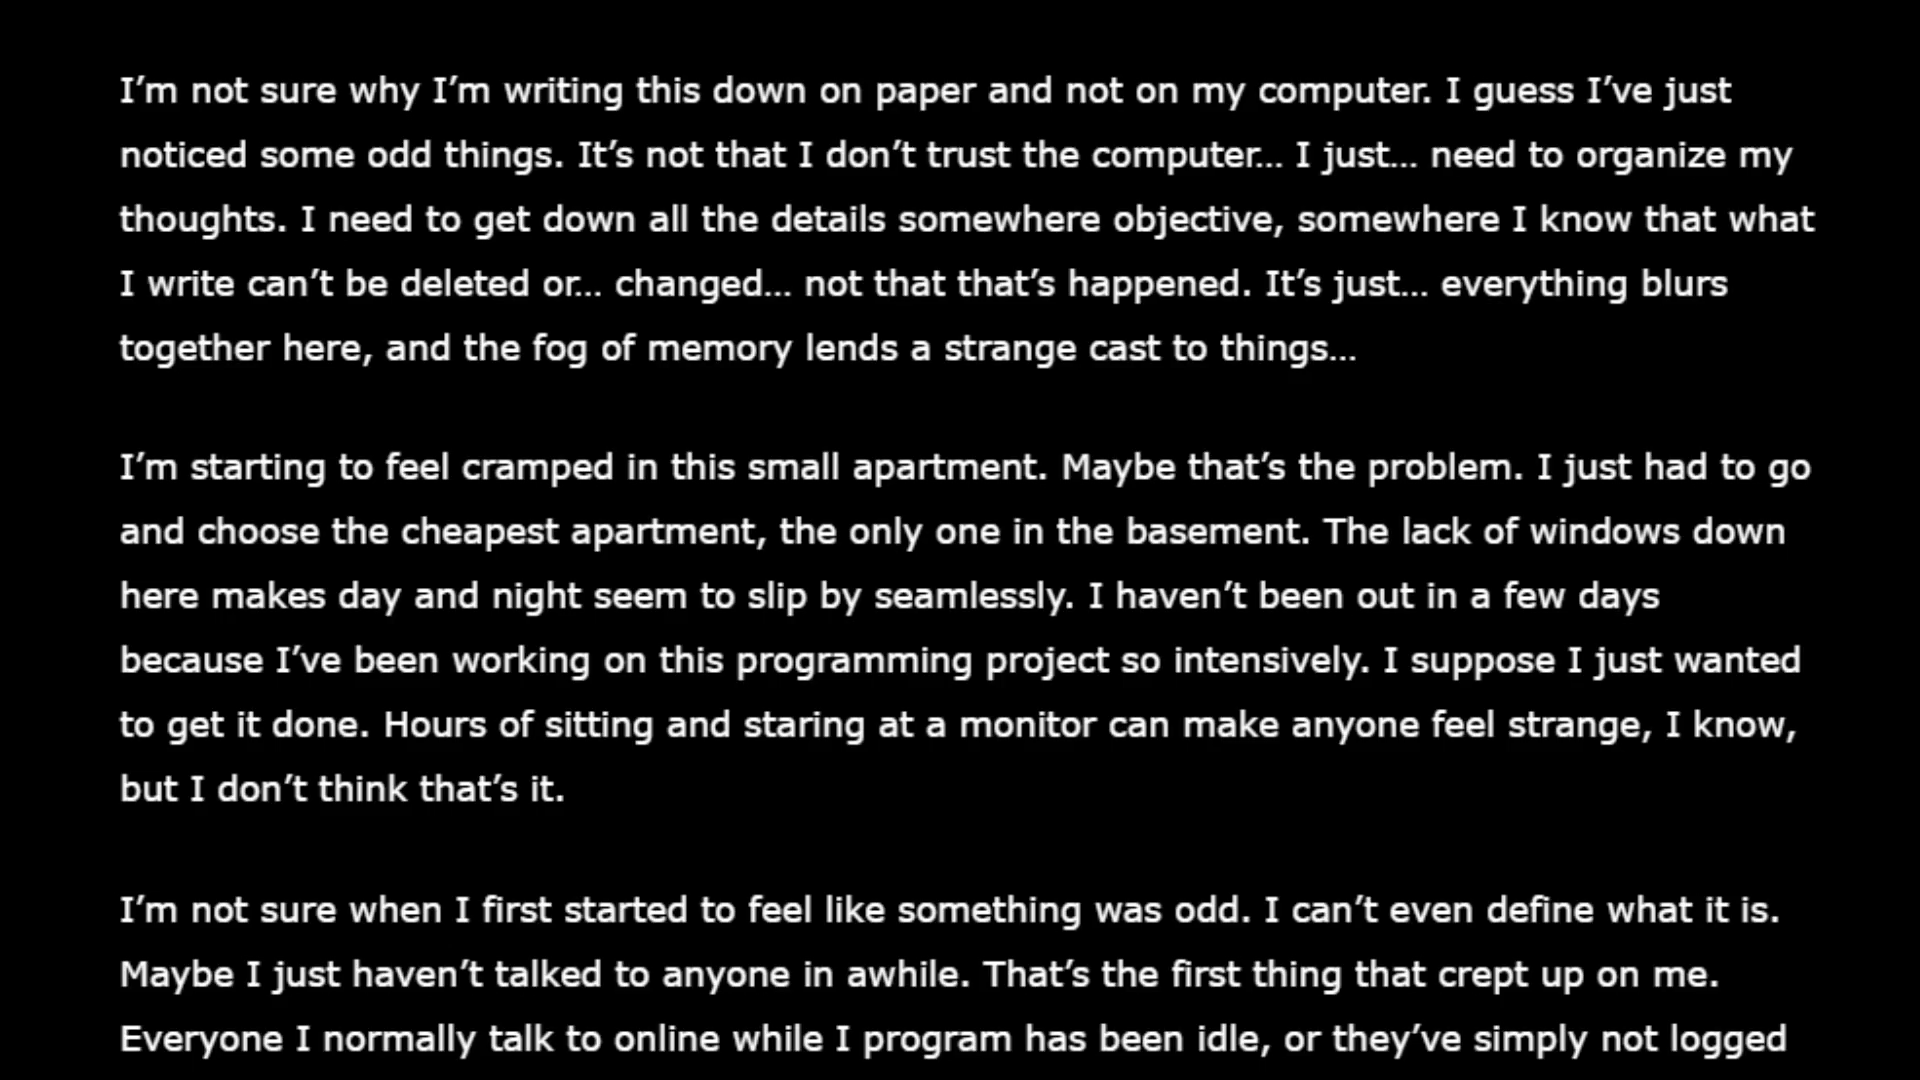 I’m not sure why I’m writing this down on paper and not on my computer. I guess I’ve just
noticed some odd things. It’s not that I don’t trust the computer... I just... need to organize my
thoughts. I need to get down all the details somewhere objective, somewhere I know that what
I write can’t be deleted or... changed... not that that’s happened. It’s just... everything blurs
together here, and the fog of memory lends a strange cast to things...
I’m starting to feel cramped in this small apartment. Maybe that’s the problem. I just had to go
and choose the cheapest apartment, the only one in the basement. The lack of windows down
here makes day and night seem to slip by seamlessly. I haven’t been out in a few days
because I’ve been working on this programming project so intensively. I suppose I just wanted
to get it done. Hours of sitting and staring at a monitor can make anyone feel strange, I know,
but I don’t think that’s it.
I’m not sure when I first started to feel like something was odd. I can’t even define what it is.
Maybe I just haven’t talked to anyone in awhile. That’s the first thing that crept up on me.
Everyone I normally talk to online while I program has been idle, or they’ve simply not logged